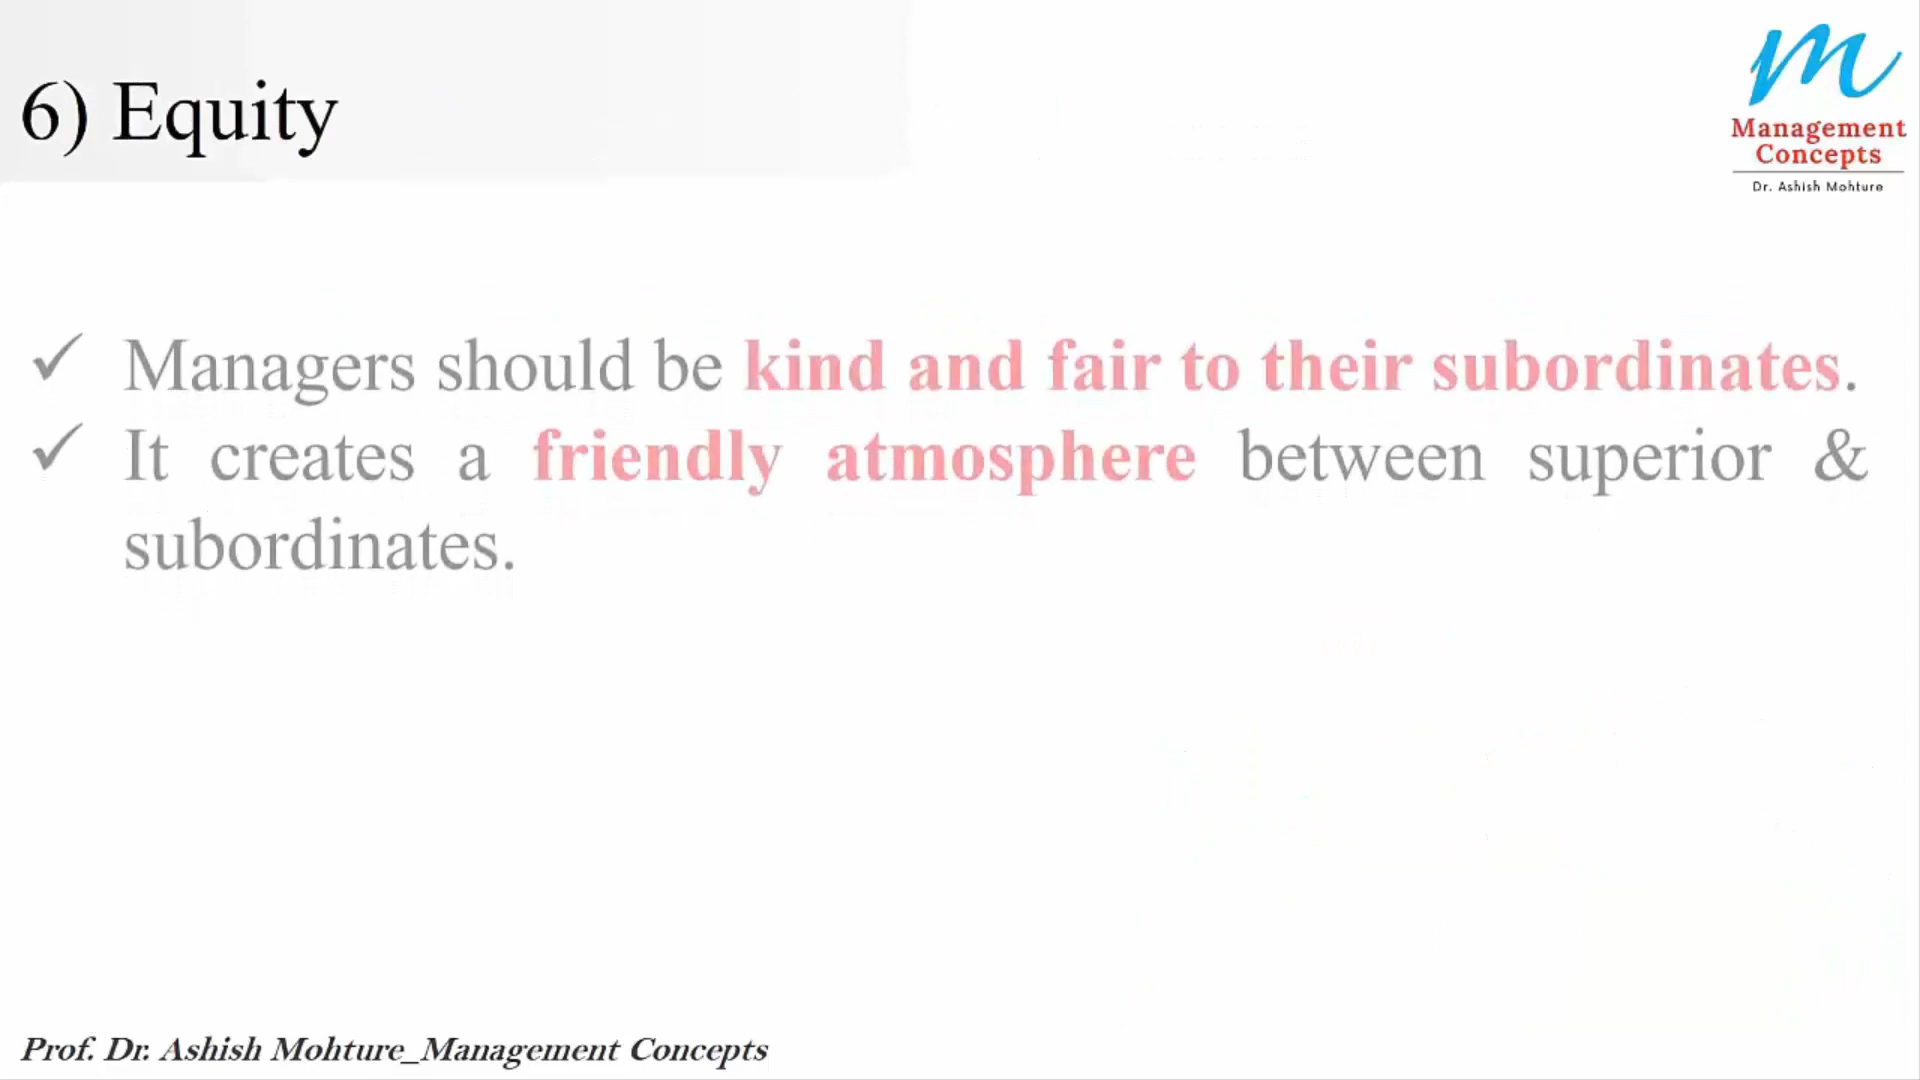 6) Equity
m
Management
Concepts
Dr. Ashish Mohture
✓ Managers should be kind and fair to their subordinates.
✓ It creates a friendly atmosphere between superior &
subordinates.
Prof. Dr. Ashish Mohture_Management Concepts